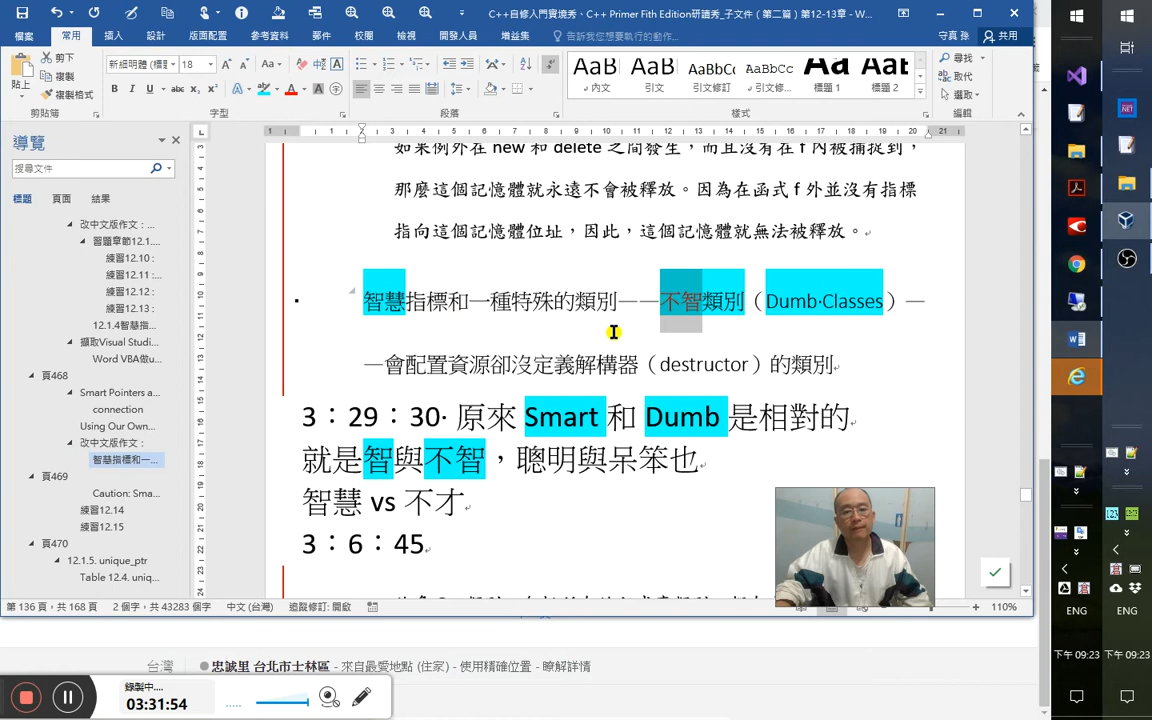 C++自修入門實境秀、C++ Primer Fith Edition研讀秀_子文件（第二篇）第12-13章 - W...
檔案 常用 插入 設計 版面配置 參考資料 郵件 校閱 檢視 開發人員 增益集 告訴我您想要執行的動作... 守真 孫 共用
貼上 剪下 複製 複製格式
新細明體 (標題 18
剪貼簿 字型 段落 樣式 編輯
AaB AaB AaBbC AaBbCc AaB AaB
內文 引文 引文修訂 引文修... 標題 1 標題 2
尋找 取代 選取
導覽
搜尋文件
標題 頁面 結果
改中文版作文：...
習題章節12.1...
練習12.10 :
練習12.11 :...
練習12.12 :
練習12.13 :
12.1.4智慧指...
擷取Visual Studi...
Word VBA做u...
頁468
Smart Pointers a...
connection
Using Our Own...
改中文版作文：
智慧指標和一...
頁469
Caution: Sma...
練習12.14
練習12.15
頁470
12.1.5. unique_ptr
Table 12.4. uniq...
如果例外在 new 和 delete 之間發生，而且沒有在 f 內被捕捉到，
那麼這個記憶體就永遠不會被釋放。因為在函式 f 外並沒有指標
指向這個記憶體位址，因此，這個記憶體就無法被釋放。
智慧指標和一種特殊的類別——不智類別（Dumb·Classes）—
—會配置資源卻沒定義解構器（destructor）的類別
3：29：30· 原來 Smart 和 Dumb 是相對的
就是智與不智，聰明與呆笨也
智慧 vs 不才
3：6：45
第 136 頁，共 168 頁 2 個字，共 43283 個字 中文 (台灣) 追蹤修訂: 開啟 110%
台灣 忠誠里 台北市士林區 - 來自最愛地點 (住家) - 使用精確位置 - 瞭解詳情
錄製中....
03:31:54
ENG ENG
下午 09:23 下午 09:23